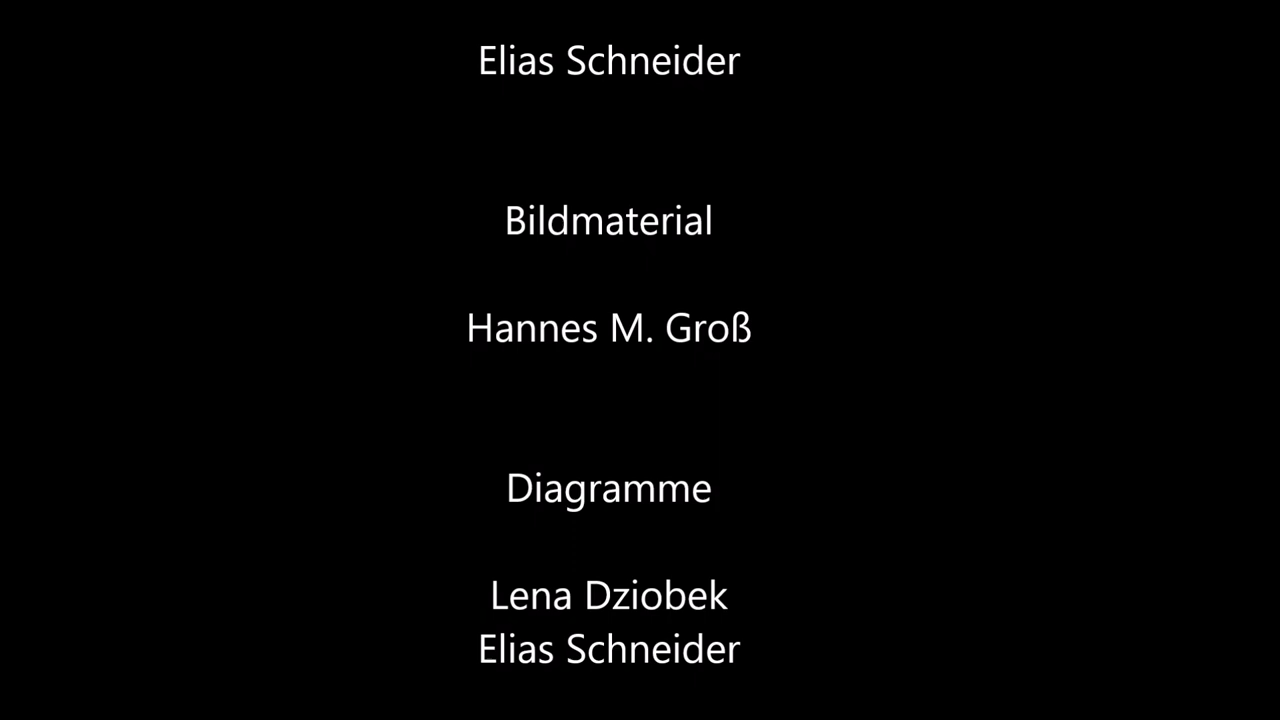 Elias Schneider
Bildmaterial
Hannes M. Groß
Diagramme
Lena Dziobek
Elias Schneider